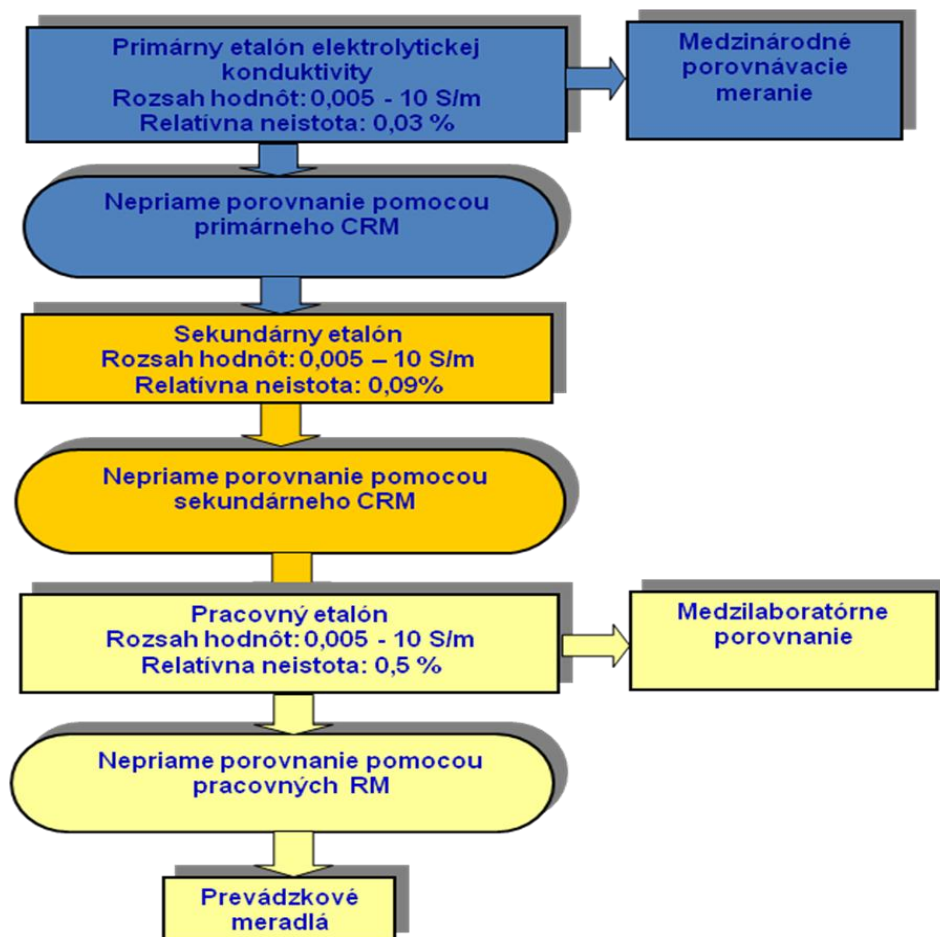 Primárny etalón elektrolytickej
konduktivity
Rozsah hodnôt: 0,005 - 10 S/m
Relatívna neistota: 0,03 %
Medzinárodné
porovnávacie
meranie
Nepriame porovnanie pomocou
primárneho CRM
Sekundárny etalón
Rozsah hodnôt: 0,005 – 10 S/m
Relatívna neistota: 0,09%
Nepriame porovnanie pomocou
sekundárneho CRM
Pracovný etalón
Rozsah hodnôt: 0,005 - 10 S/m
Relatívna neistota: 0,5 %
Medzilaboratórne
porovnanie
Nepriame porovnanie pomocou
pracovných RM
Prevádzkové
meradlá